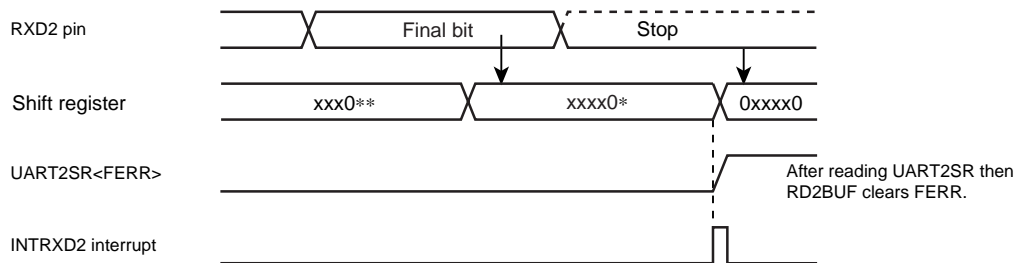 RXD2 pin
Final bit
Stop
Shift register
xxx0**
xxxx0*
0xxxx0
UART2SR<FERR>
After reading UART2SR then
RD2BUF clears FERR.
INTRXD2 interrupt